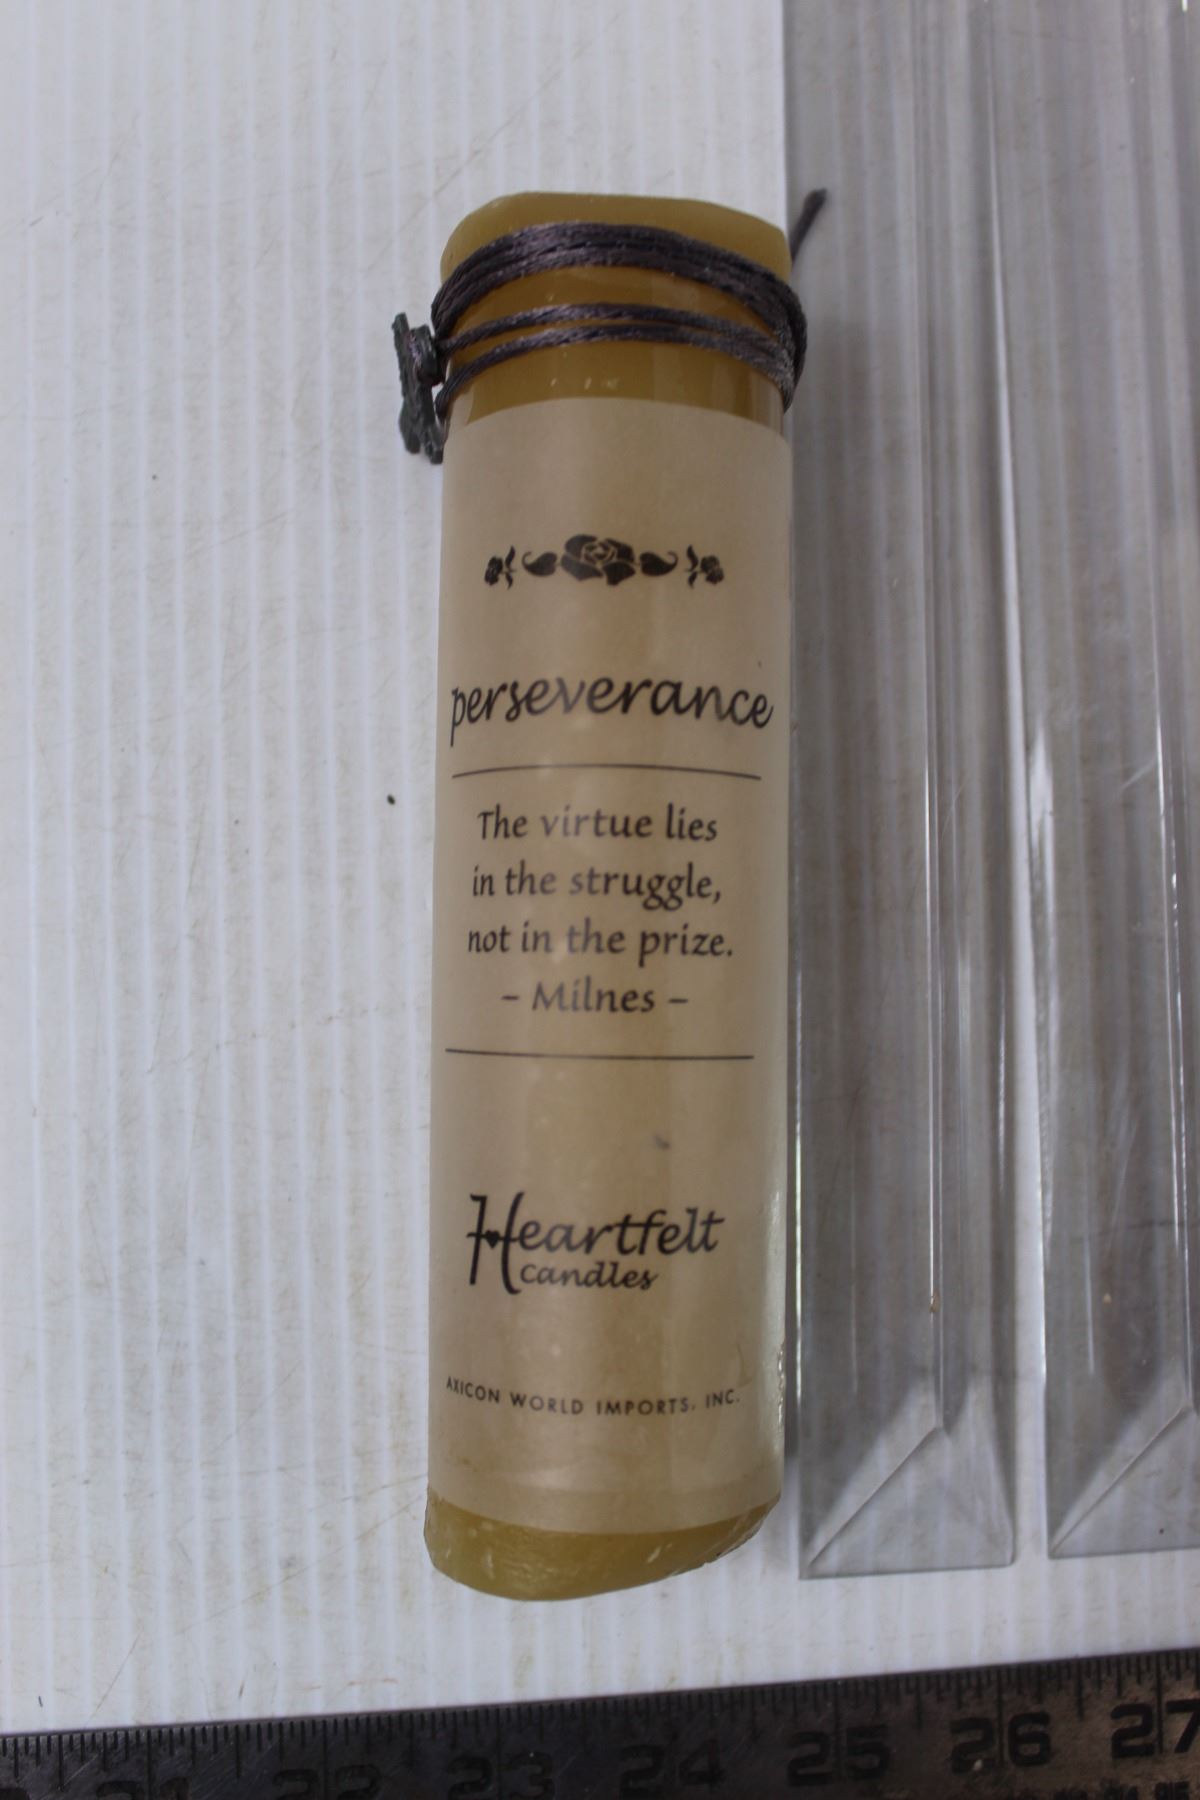 perseverance
The virtue lies
in the struggle,
not in the prize.
– Milnes –
Heartfelt
Candles
AXICON WORLD IMPORTS, INC.
21 22 23 24 25 26 27